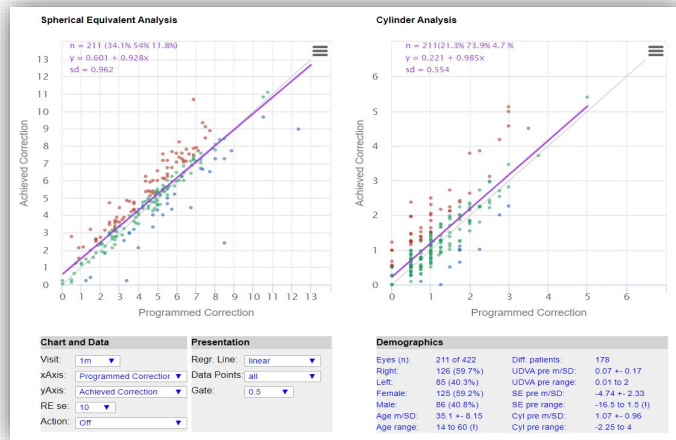 Spherical Equivalent Analysis
n = 211 (34.1% 54% 11.8%)
y = 0.601 + 0.928x
sd = 0.962
13
12
11
10
9
8
7
6
5
4
3
2
1
0
Achieved Correction
0 1 2 3 4 5 6 7 8 9 10 11 12 13
Programmed Correction
Cylinder Analysis
n = 211(21.3% 73.9% 4.7 %
y = 0.221 + 0.985x
sd = 0.554
6
5
4
3
2
1
0
Achieved Correction
0 1 2 3 4 5 6
Programmed Correction
Chart and Data
Visit: 1m
xAxis: Programmed Correction
yAxis: Achieved Correction
RE se: 10
Action: Off
Presentation
Regr. Line: linear
Data Points: all
Gate: 0.5
Demographics
Eyes (n): 211 of 422 Diff. patients: 178
Right: 126 (59.7%) UDVA pre m/SD: 0.07 +- 0.17
Left: 85 (40.3%) UDVA pre range: 0.01 to 2
Female: 125 (59.2%) SE pre m/SD: -4.74 +- 2.33
Male: 86 (40.8%) SE pre range: -16.5 to 1.5 (!)
Age m/SD: 35.1 +- 8.15 Cyl pre m/SD: 1.07 +- 0.96
Age range: 14 to 60 (!) Cyl pre range: -2.25 to 4